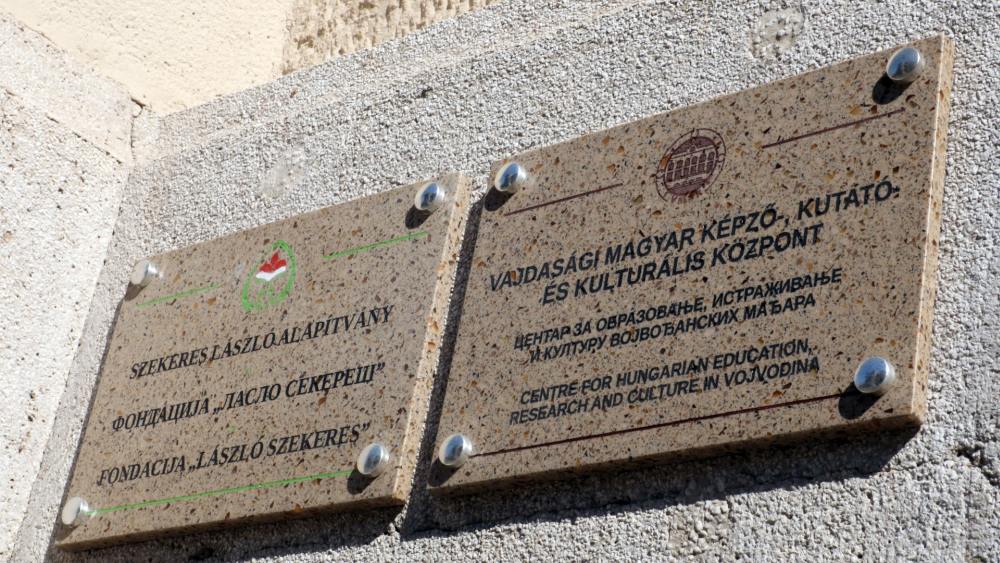 SZEKERES LÁSZLÓ ALAPÍTVÁNY
ФОНДАЦИЈА „ЛАСЛО СЕКЕРЕШ”
FONDACIJA „LÁSZLÓ SZEKERES”
VAJDASÁGI MAGYAR KÉPZŐ-, KUTATÓ-
ÉS KULTURÁLIS KÖZPONT
ЦЕНТАР ЗА ОБРАЗОВАЊЕ, ИСТРАЖИВАЊЕ
И КУЛТУРУ ВОЈВОЂАНСКИХ МАЂАРА
CENTRE FOR HUNGARIAN EDUCATION,
RESEARCH AND CULTURE IN VOJVODINA